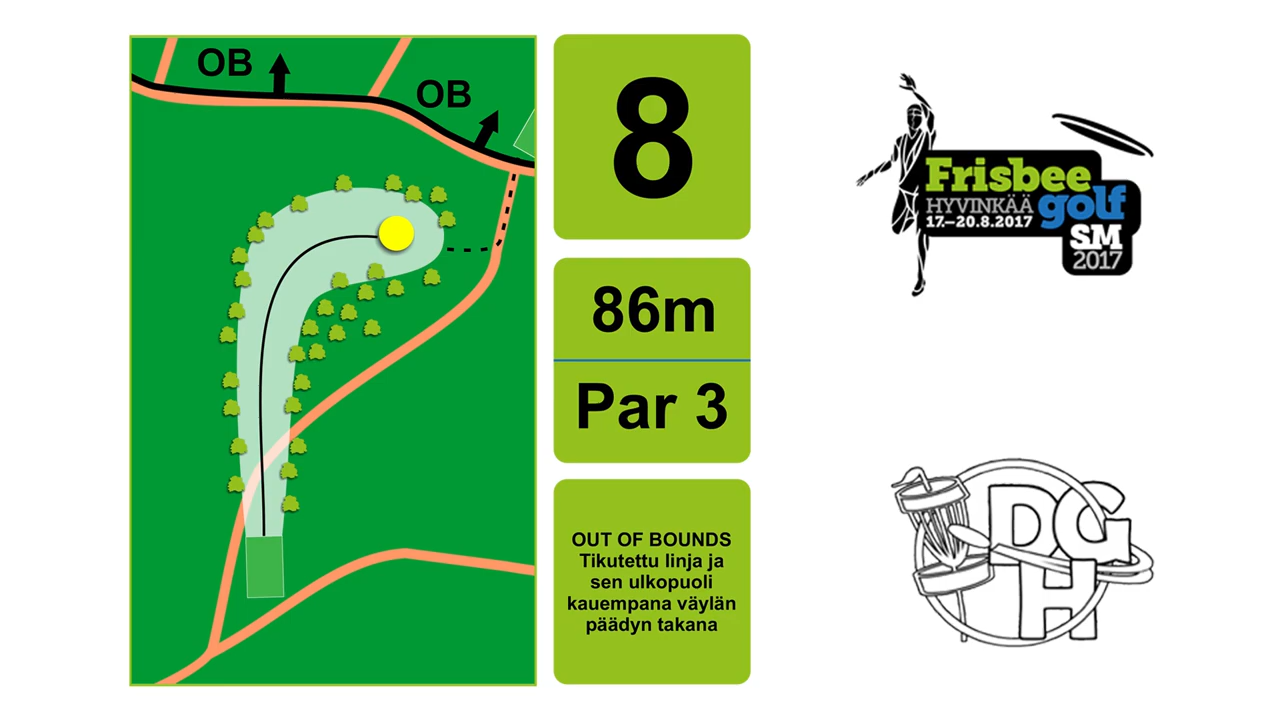 OB
OB
8
86m
Par 3
OUT OF BOUNDS
Tikutettu linja ja
sen ulkopuoli
kauempana väylän
päädyn takana
Frisbee
HYVINKÄÄ golf
17.–20.8.2017
SM
2017
DG
H